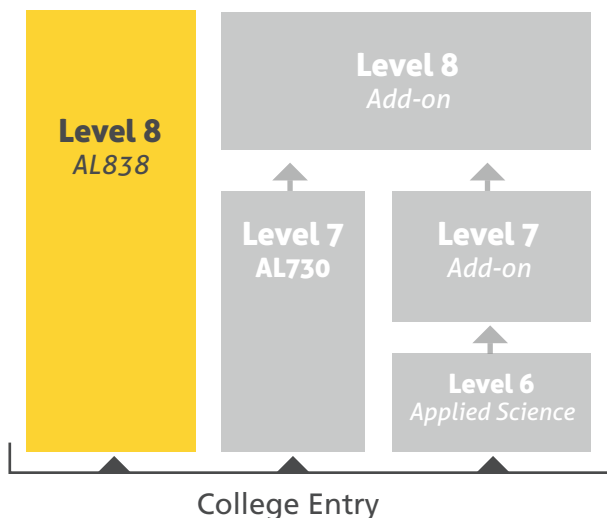 Level 8
AL838
Level 8
Add-on
Level 7
AL730
Level 7
Add-on
Level 6
Applied Science
College Entry